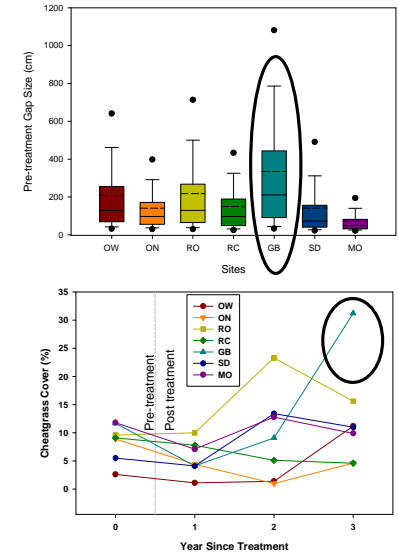 1200
1000
800
600
400
200
0
Pre-treatment Gap Size (cm)
OW ON RO RC GB SD MO
Sites
35
30
25
20
15
10
5
0
Cheatgrass Cover (%)
Pre-treatment
Post treatment
OW
ON
RO
RC
GB
SD
MO
0 1 2 3
Year Since Treatment